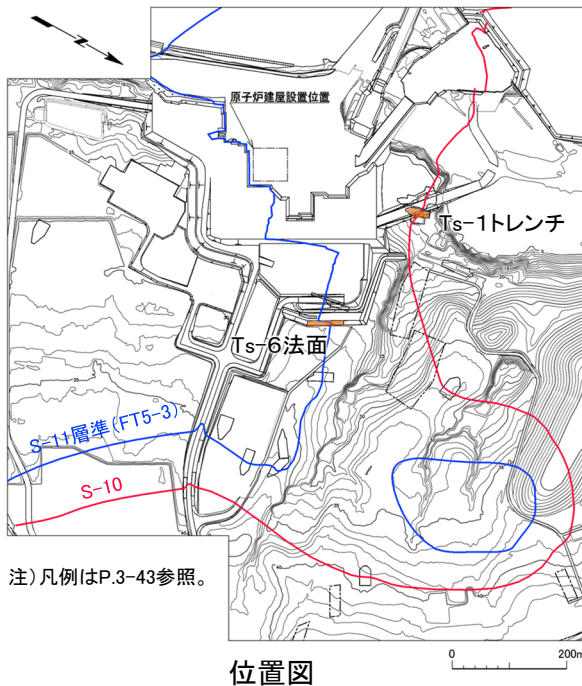 原子炉建屋設置位置
Ts-1トレンチ
Ts-6法面
S-11層準(FT5-3)
S-10
注)凡例はP.3-43参照。
位置図
0 200m